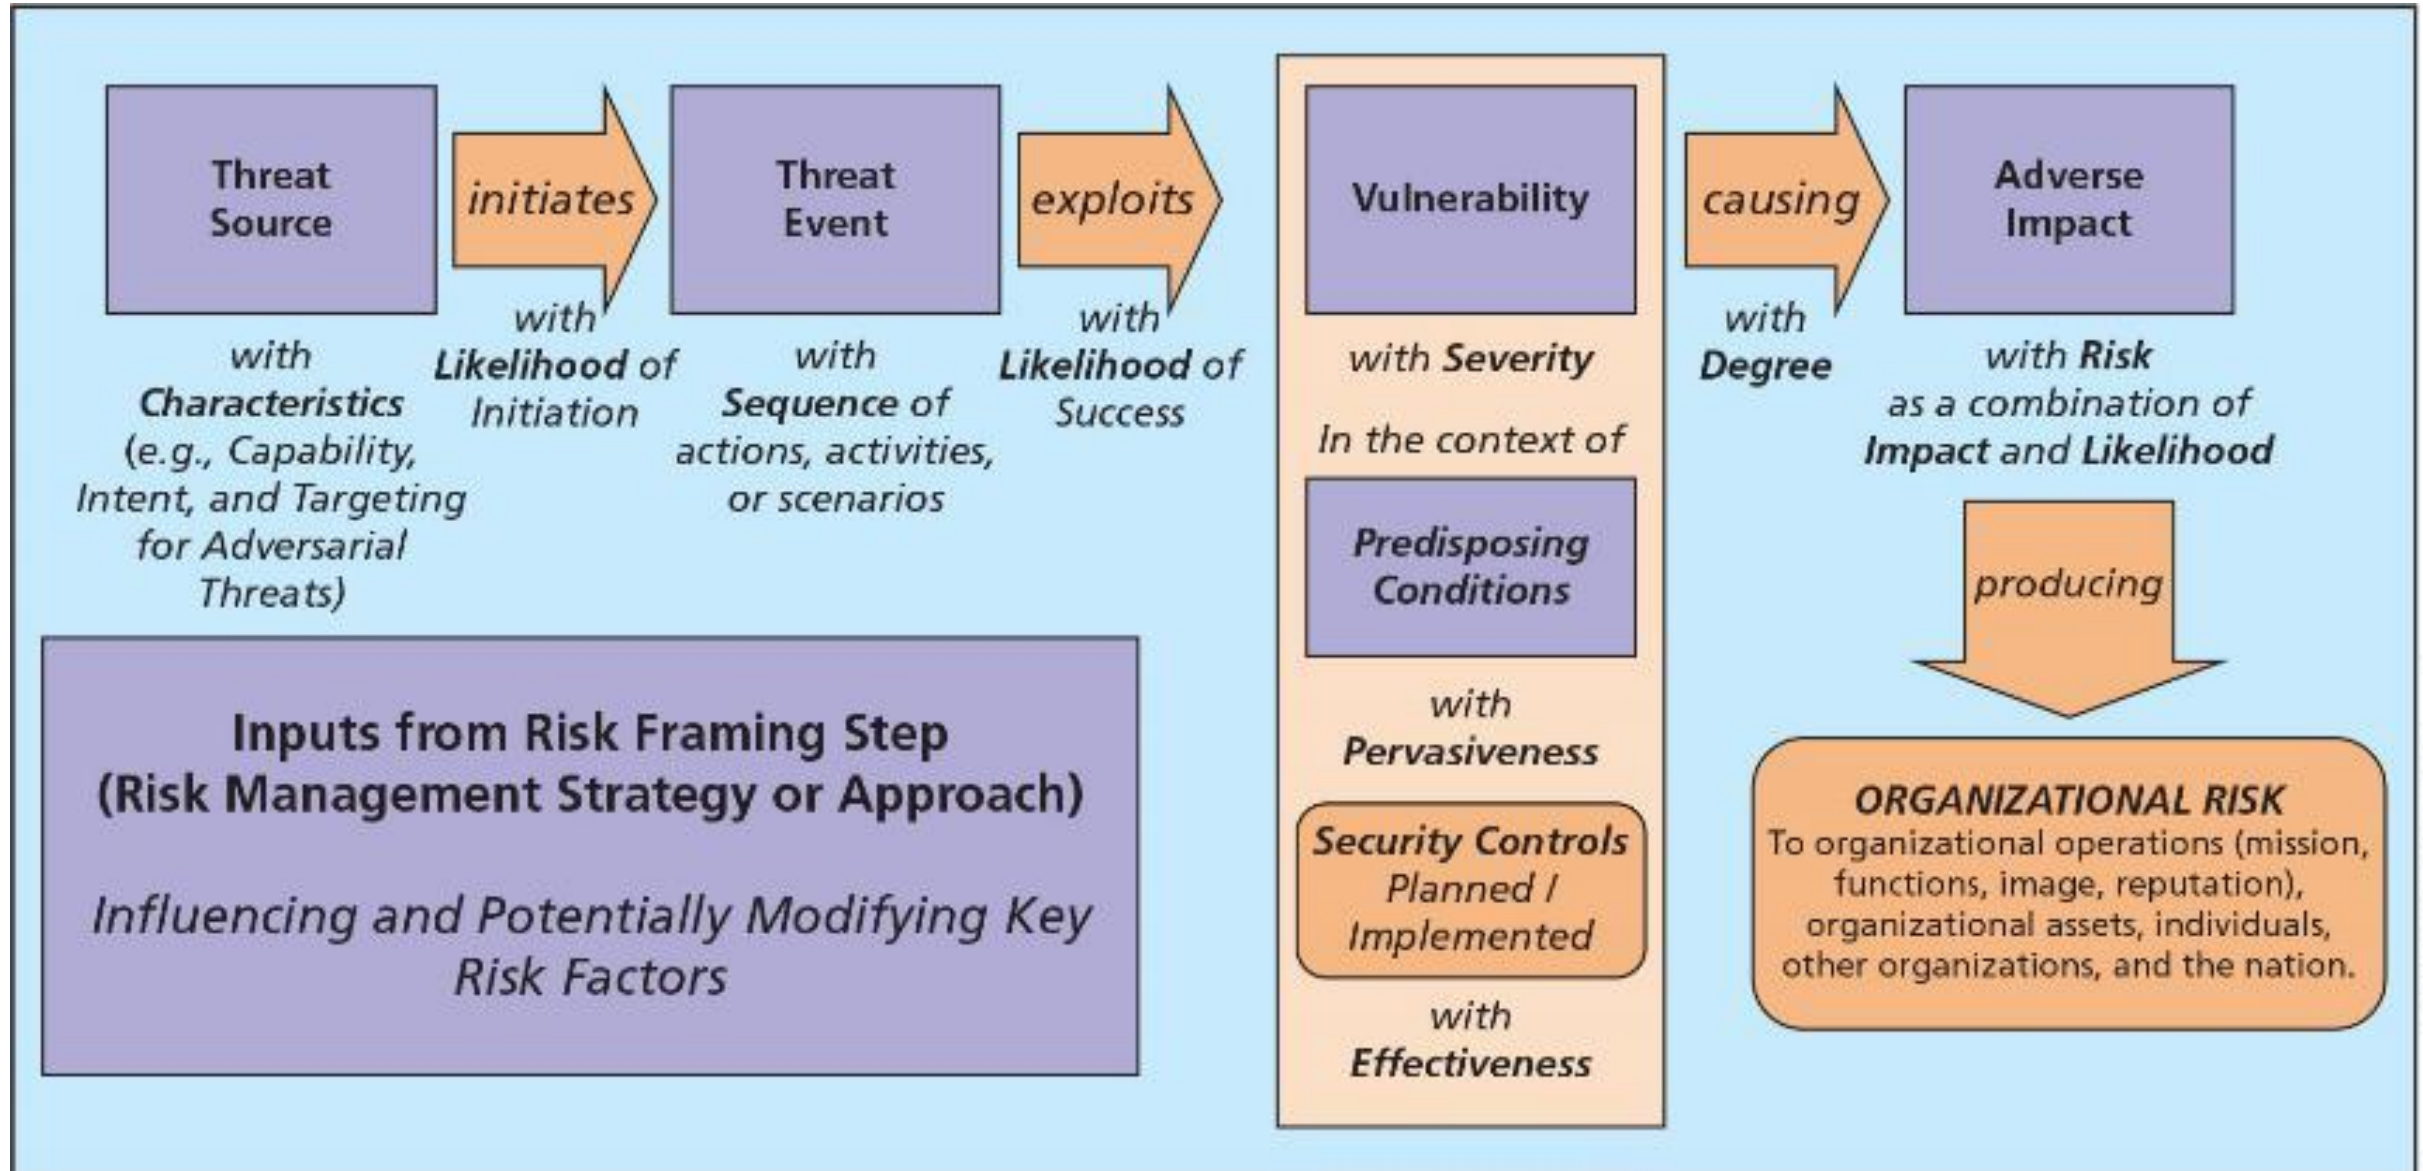 Threat
Source
initiates
Threat
Event
exploits
Vulnerability
causing
Adverse
Impact
with
Characteristics
(e.g., Capability,
Intent, and Targeting
for Adversarial
Threats)
with
Likelihood of
Initiation
with
Sequence of
actions, activities,
or scenarios
with
Likelihood of
Success
with Severity
In the context of
Predisposing
Conditions
with
Pervasiveness
Security Controls
Planned /
Implemented
with
Effectiveness
with
Degree
with Risk
as a combination of
Impact and Likelihood
producing
ORGANIZATIONAL RISK
To organizational operations (mission,
functions, image, reputation),
organizational assets, individuals,
other organizations, and the nation.
Inputs from Risk Framing Step
(Risk Management Strategy or Approach)
Influencing and Potentially Modifying Key
Risk Factors